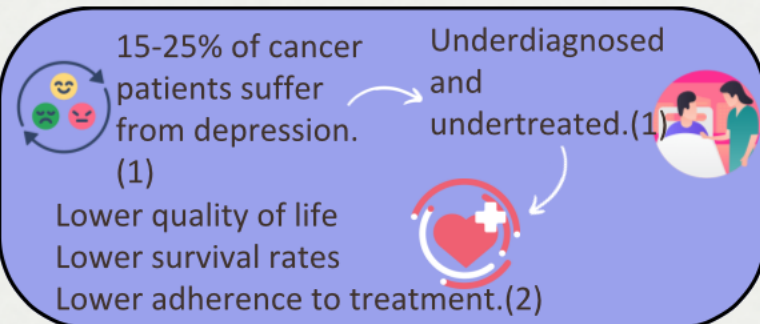 15-25% of cancer
patients suffer
from depression.
(1)
Underdiagnosed
and
undertreated.(1)
Lower quality of life
Lower survival rates
Lower adherence to treatment.(2)